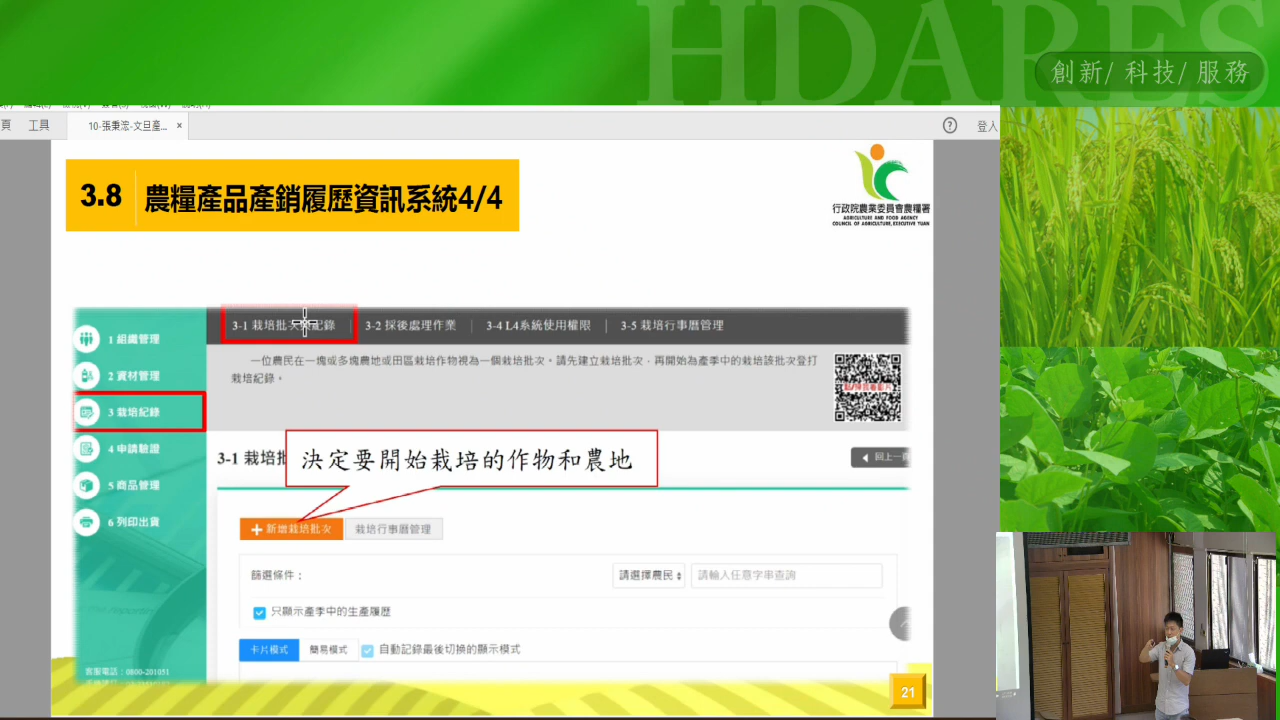 HDARES
創新/ 科技/ 服務
頁 工具 10-張秉浤-文旦產... × ? 登入
3.8 農糧產品產銷履歷資訊系統4/4
行政院農業委員會農糧署
AGRICULTURE AND FOOD AGENCY
COUNCIL OF AGRICULTURE, EXECUTIVE YUAN
3-2 採後處理作業 3-4 L4系統使用權限 3-5 栽培行事曆管理
1 組織管理
2 資材管理
3 栽培紀錄
4 申請驗證
5 商品管理
6 列印出貨
一位農民在一塊或多塊農地或田區栽培作物視為一個栽培批次。請先建立栽培批次，再開始為產季中的栽培該批次登打
栽培紀錄。
3-1 栽培批
決定要開始栽培的作物和農地
回上一頁
新增栽培批次 栽培行事曆管理
篩選條件： 請選擇農民 請輸入任意字串查詢
只顯示產季中的生產履歷
卡片模式 簡易模式 自動記錄最後切換的顯示模式
客服電話：0800-201051
21